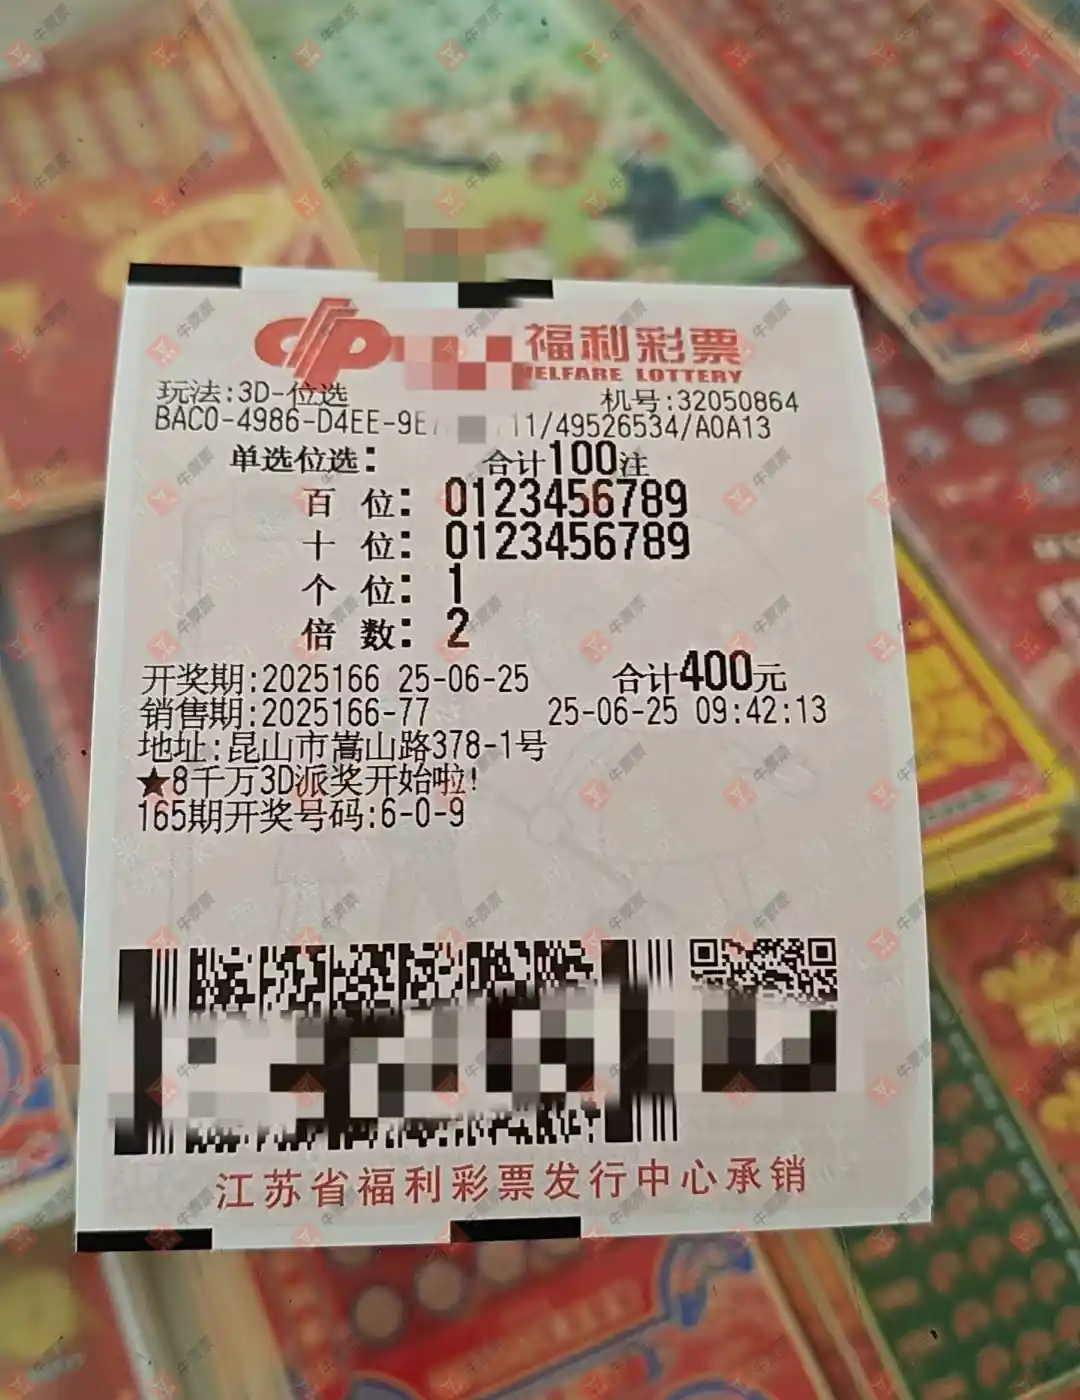 福利彩票
WELFARE LOTTERY
玩法:3D-位选 机号:32050864
BAC0-4986-D4EE-9E 11/49526534/A0A13
单选位选: 合计100注
百 位: 0123456789
十 位: 0123456789
个 位: 1
倍 数: 2
开奖期:2025166 25-06-25 合计400元
销售期:2025166-77 25-06-25 09:42:13
地址:昆山市嵩山路378-1号
★8千万3D派奖开始啦!
165期开奖号码:6-0-9
江苏省福利彩票发行中心承销
牛票票